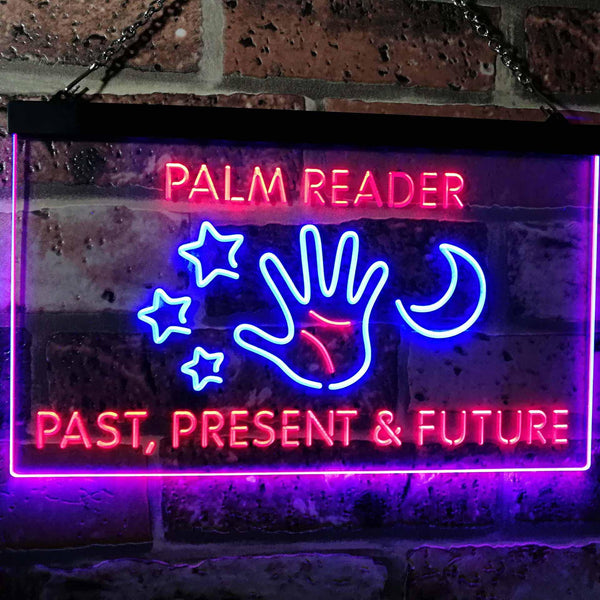 PALM READER
PAST, PRESENT & FUTURE